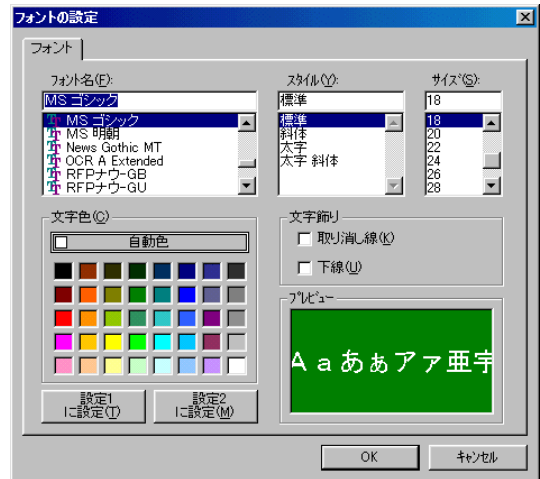 フォントの設定
フォント
フォント名(F):
MS ゴシック
MS ゴシック
MS 明朝
News Gothic MT
OCR A Extended
RFPナウ-GB
RFPナウ-GU
スタイル(Y):
標準
標準
斜体
太字
太字 斜体
サイズ(S):
18
18
20
22
24
26
28
文字色(C)
自動色
設定1
に設定(T)
設定2
に設定(M)
文字飾り
取り消し線(K)
下線(U)
プレビュー
Aaあぁアァ亜宇
OK
キャンセル